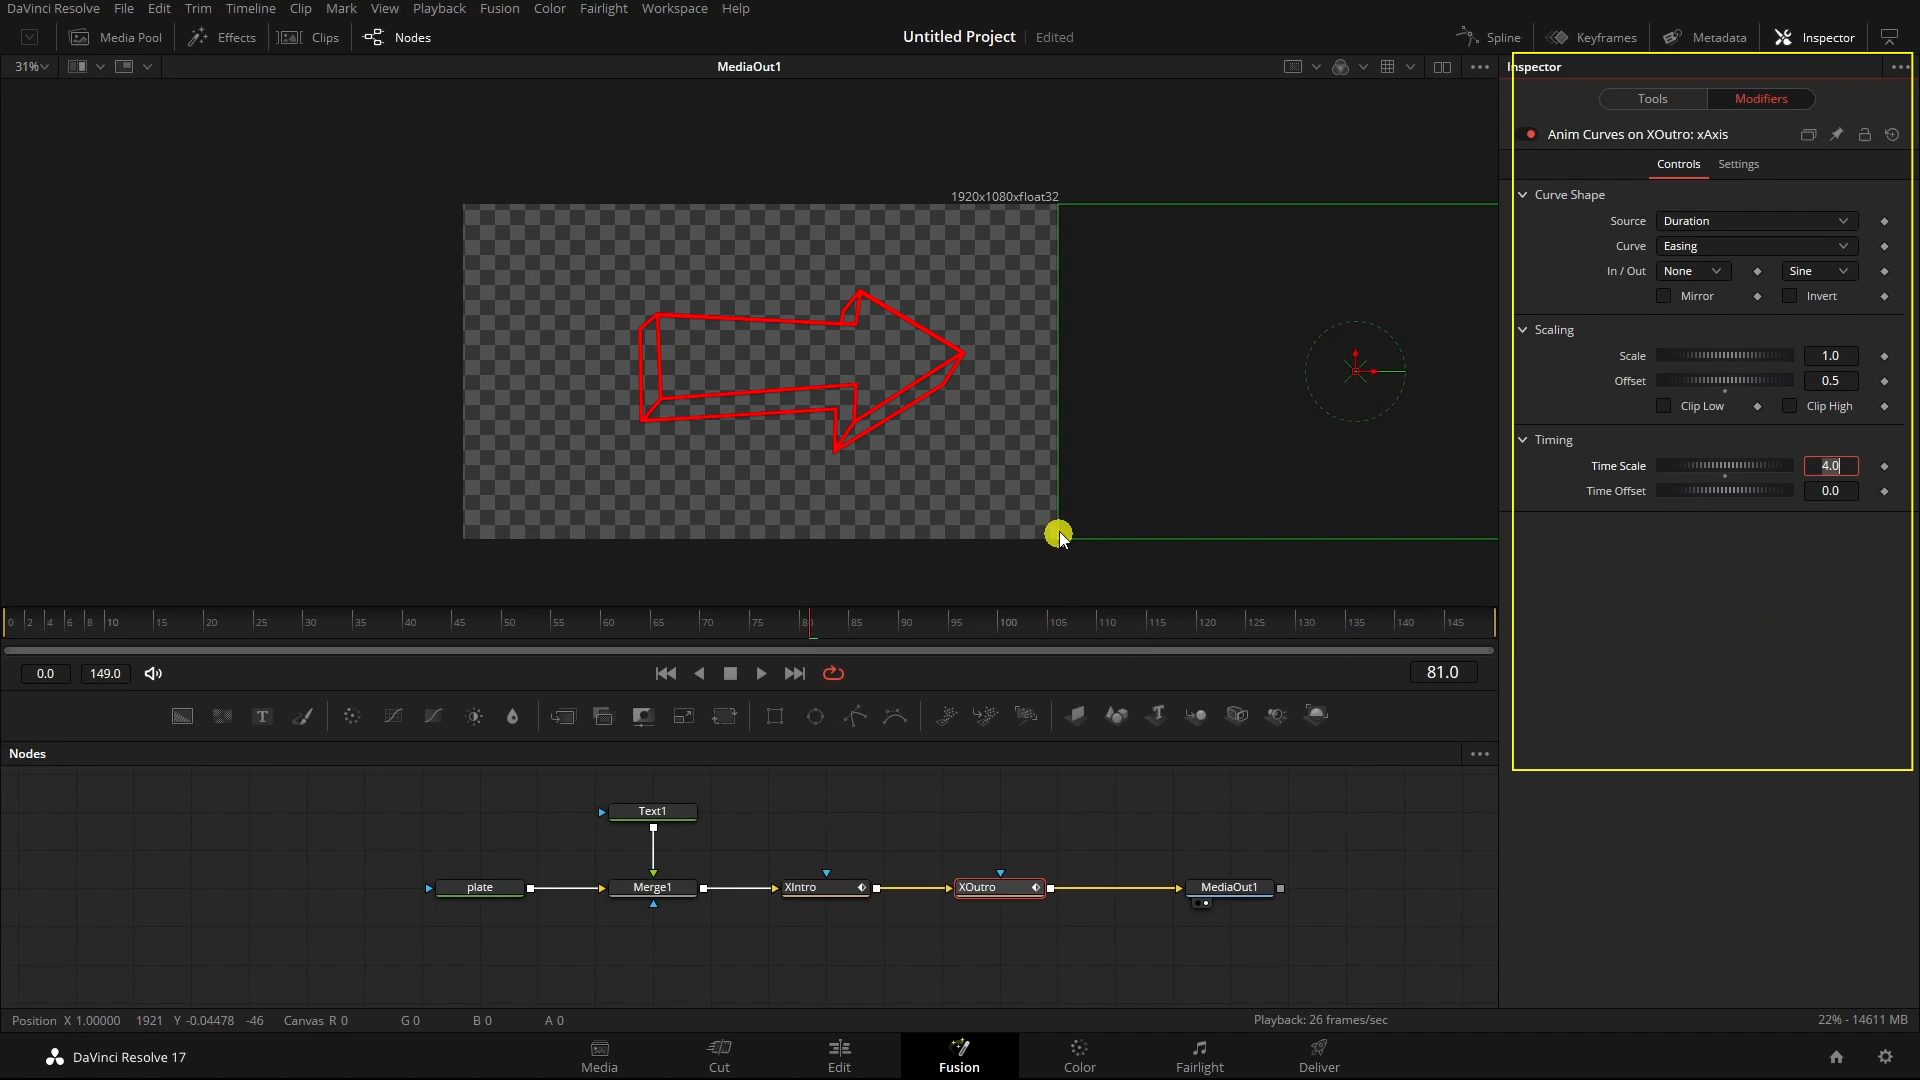 DaVinci Resolve File Edit Trim Timeline Clip Mark View Playback Fusion Color Fairlight Workspace Help
Media Pool Effects Clips Nodes Untitled Project Edited Spline Keyframes Metadata Inspector
31% MediaOut1 Inspector
Tools Modifiers
Anim Curves on XOutro: xAxis
Controls Settings
1920x1080xfloat32
Curve Shape
Source Duration
Curve Easing
In / Out None Sine
Mirror Invert
Scaling
Scale 1.0
Offset 0.5
Clip Low Clip High
Timing
Time Scale 4.0
Time Offset 0.0
0 2 4 6 8 10 15 20 25 30 35 40 45 50 55 60 65 70 75 80 85 90 95 100 105 110 115 120 125 130 135 140 145
0.0 149.0 81.0
T T
Nodes
Text1
plate Merge1 XIntro XOutro MediaOut1
Position X 1.00000 1921 Y -0.04478 -46 Canvas R 0 G 0 B 0 A 0 Playback: 26 frames/sec 22% - 14611 MB
DaVinci Resolve 17 Media Cut Edit Fusion Color Fairlight Deliver